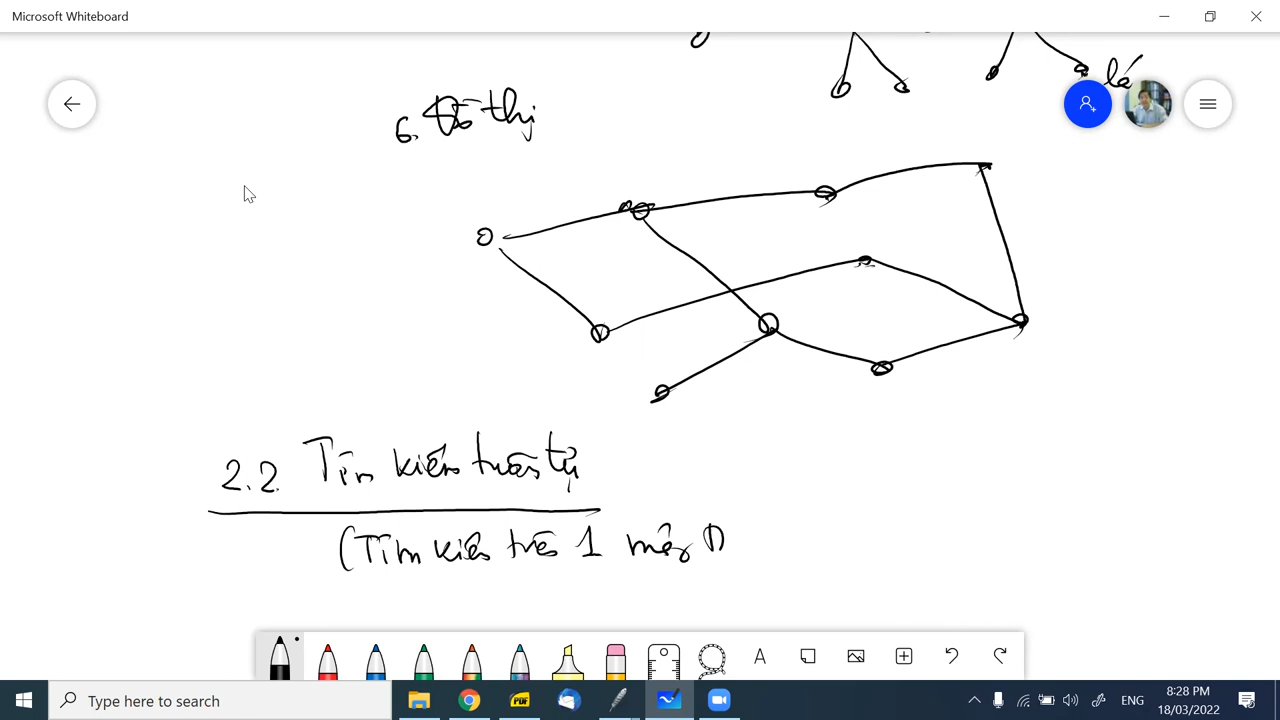 Microsoft Whiteboard
lá
6. Đồ thị
2.2 Tìm kiếm tuần tự
(Tìm kiếm trên 1 mảng
Type here to search
PDF
ENG
8:28 PM
18/03/2022